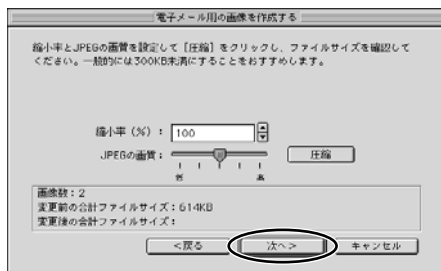 電子メール用の画像を作成する
縮小率とJPEGの画質を設定して［圧縮］をクリックし、ファイルサイズを確認して
ください。一般的には300KB未満にすることをおすすめします。
縮小率（%）： 100
JPEGの画質： 圧縮
低 高
画像数：2
変更前の合計ファイルサイズ：614KB
変更後の合計ファイルサイズ：
<戻る 次へ> キャンセル